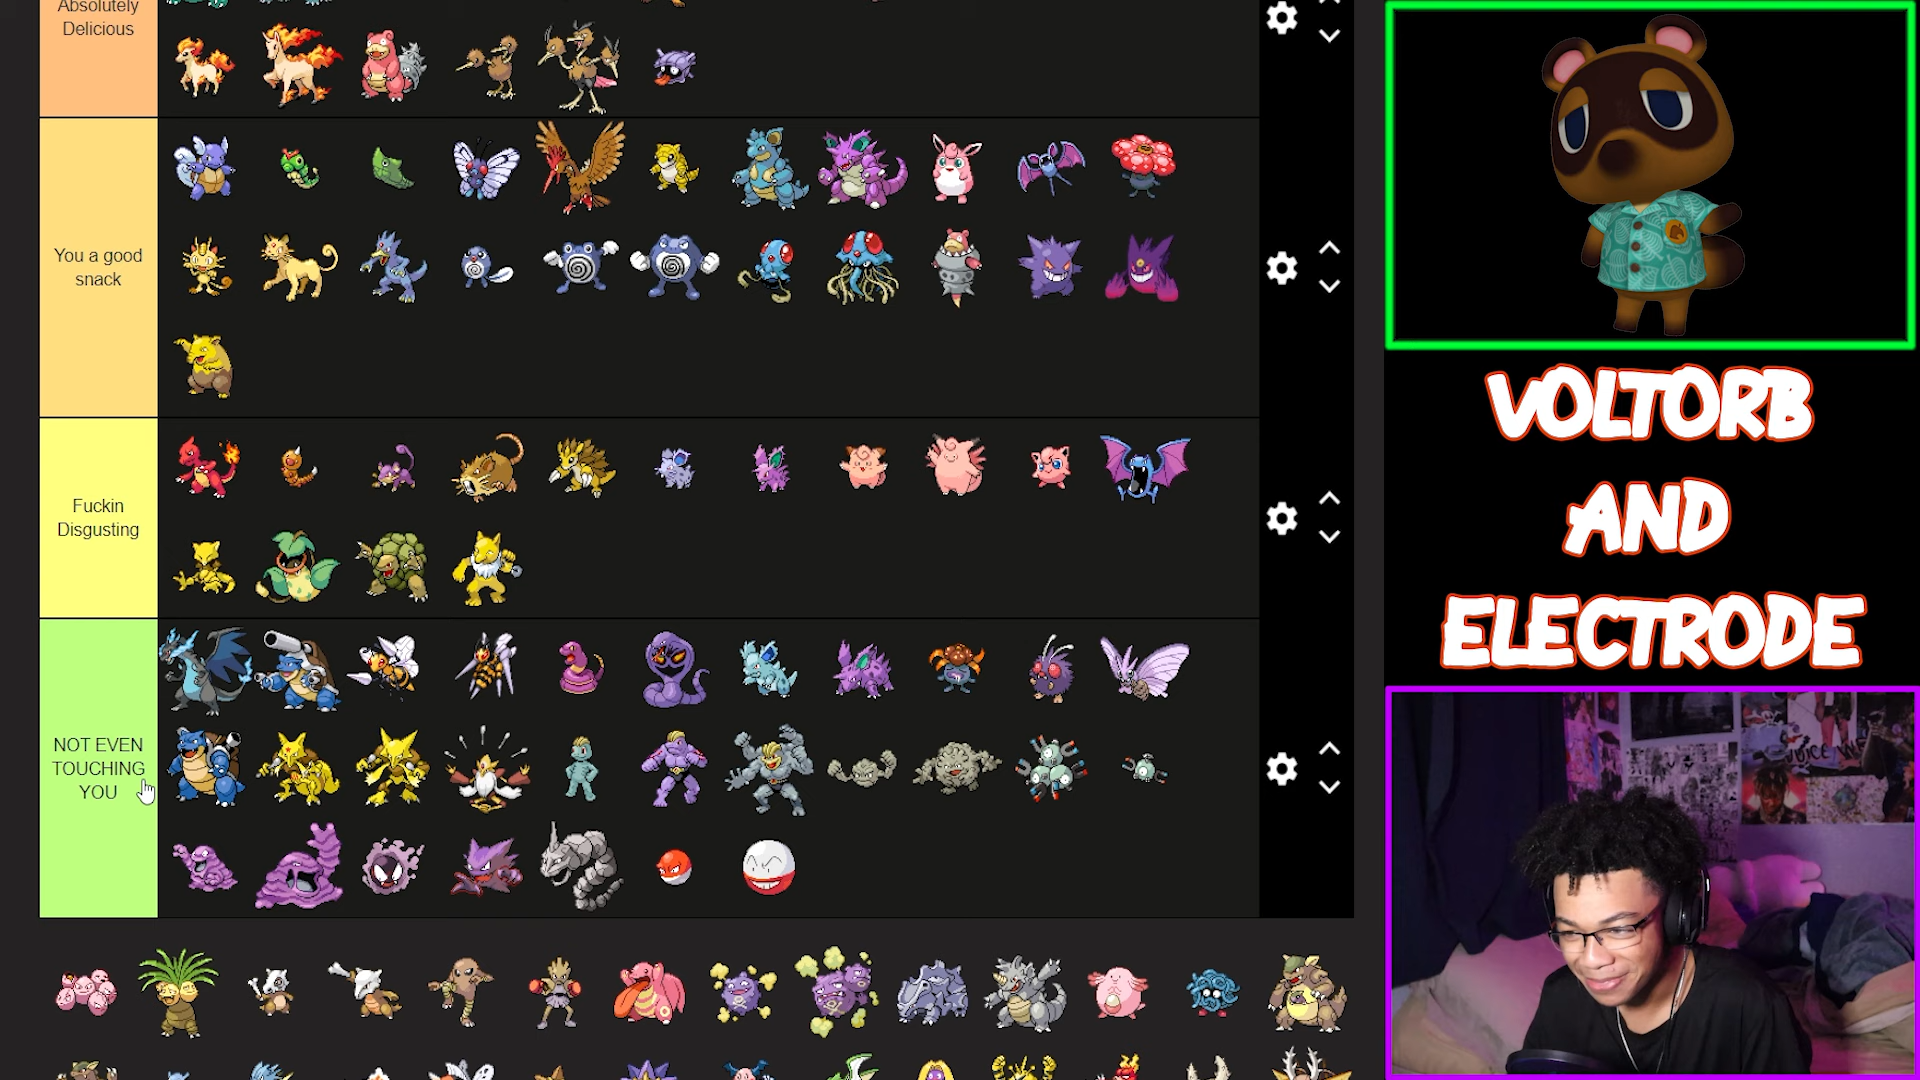 Absolutely
Delicious
You a good
snack
Fuckin
Disgusting
NOT EVEN
TOUCHING
YOU
VOLTORB
AND
ELECTRODE